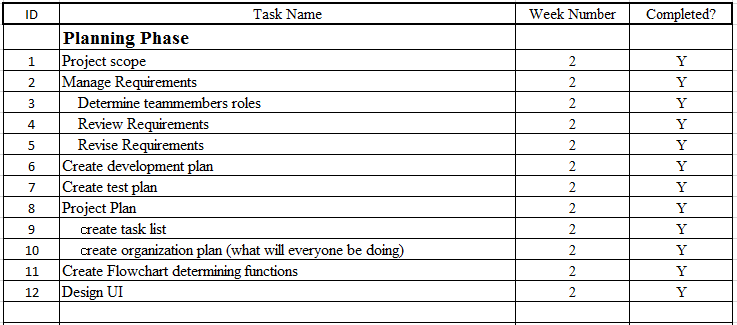 ID Task Name Week Number Completed?
Planning Phase
1 Project scope 2 Y
2 Manage Requirements 2 Y
3 Determine teammembers roles 2 Y
4 Review Requirements 2 Y
5 Revise Requirements 2 Y
6 Create development plan 2 Y
7 Create test plan 2 Y
8 Project Plan 2 Y
9 create task list 2 Y
10 create organization plan (what will everyone be doing) 2 Y
11 Create Flowchart determining functions 2 Y
12 Design UI 2 Y